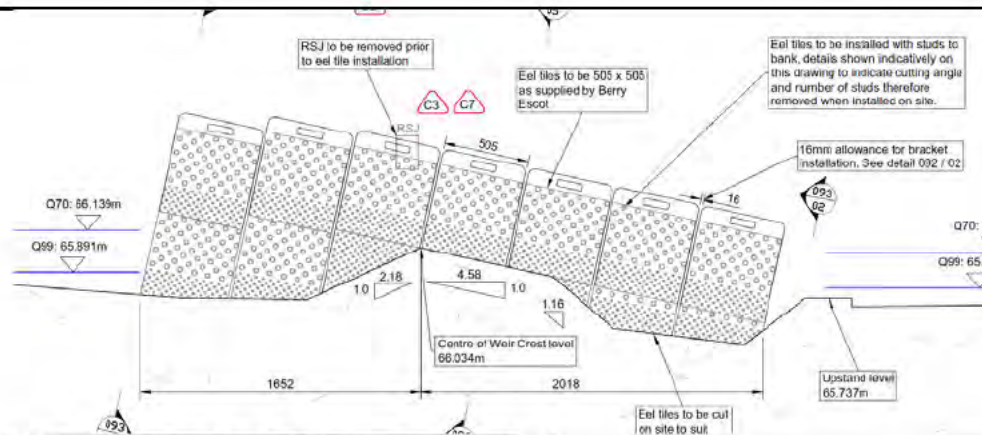 RSJ to be removed prior
to eel tile installation
Eel tiles to be 505 x 505
as supplied by Berry
Escot
Eel tiles to be installed with studs to
bank, details shown indicatively on
this drawing to indicate cutting angle
and number of studs therefore
removed when installed on site.
C3
C7
RSJ
505
16mm allowance for bracket
installation. See detail 092 / 02
16
093
02
Q70: 66.139m
Q99: 65.891m
Q70:
Q99: 65.
2.18
1.0
4.58
1.0
1.16
Centre of Weir Crest level
66.034m
1652
2018
Upstand level
65.737m
Eel tiles to be cut
on site to suit
093